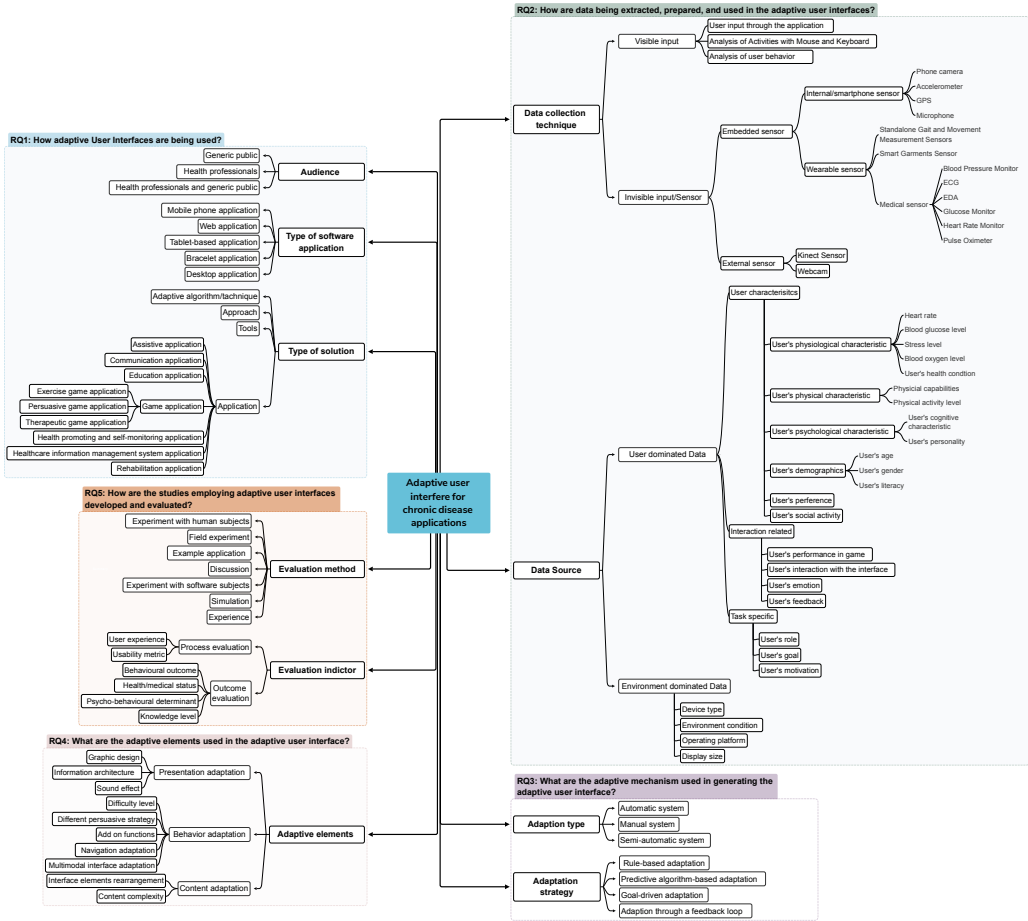 RQ2: How are data being extracted, prepared, and used in the adaptive user interfaces?
Visible input
User input through the application
Analysis of Activities with Mouse and Keyboard
Analysis of user behavior
Data collection
technique
Invisible input/Sensor
Embedded sensor
Internal/smartphone sensor
Phone camera
Accelerometer
GPS
Microphone
Wearable sensor
Standalone Gait and Movement
Measurement Sensors
Smart Garments Sensor
Medical sensor
Blood Pressure Monitor
ECG
EDA
Glucose Monitor
Heart Rate Monitor
Pulse Oximeter
External sensor
Kinect Sensor
Webcam
Data Source
User dominated Data
User characterisitcs
User's physiological characteristic
Heart rate
Blood glucose level
Stress level
Blood oxygen level
User's health condtion
User's physical characteristic
Physicial capabilities
Physical activity level
User's psychological characteristic
User's cognitive
characteristic
User's personality
User's demographics
User's age
User's gender
User's literacy
User's perference
User's social activity
Interaction related
User's performance in game
User's interaction with the interface
User's emotion
User's feedback
Task specific
User's role
User's goal
User's motivation
Environment dominated Data
Device type
Environment condition
Operating platform
Display size
RQ1: How adaptive User Interfaces are being used?
Audience
Generic public
Health professionals
Health professionals and generic public
Type of software
application
Mobile phone application
Web application
Tablet-based application
Bracelet application
Desktop application
Type of solution
Adaptive algorithm/tachnique
Approach
Tools
Application
Assistive application
Communication application
Education application
Game application
Exercise game application
Persuasive game application
Therapeutic game application
Health promoting and self-monitoring application
Healthcare information management system application
Rehabilitation application
Adaptive user
interfere for
chronic disease
applications
RQ5: How are the studies employing adaptive user interfaces
developed and evaluated?
Evaluation method
Experiment with human subjects
Field experiment
Example application
Discussion
Experiment with software subjects
Simulation
Experience
Evaluation indictor
Process evaluation
User experience
Usability metric
Outcome
evaluation
Behavioural outcome
Health/medical status
Psycho-behavioural determinant
Knowledge level
RQ4: What are the adaptive elements used in the adaptive user interface?
Adaptive elements
Presentation adaptation
Graphic design
Information architecture
Sound effect
Behavior adaptation
Difficulty level
Different persuasive strategy
Add on functions
Navigation adaptation
Multimodal interface adaptation
Content adaptation
Interface elements rearrangement
Content complexity
RQ3: What are the adaptive mechanism used in generating the
adaptive user interface?
Adaption type
Automatic system
Manual system
Semi-automatic system
Adaptation
strategy
Rule-based adaptation
Predictive algorithm-based adaptation
Goal-driven adaptation
Adaption through a feedback loop